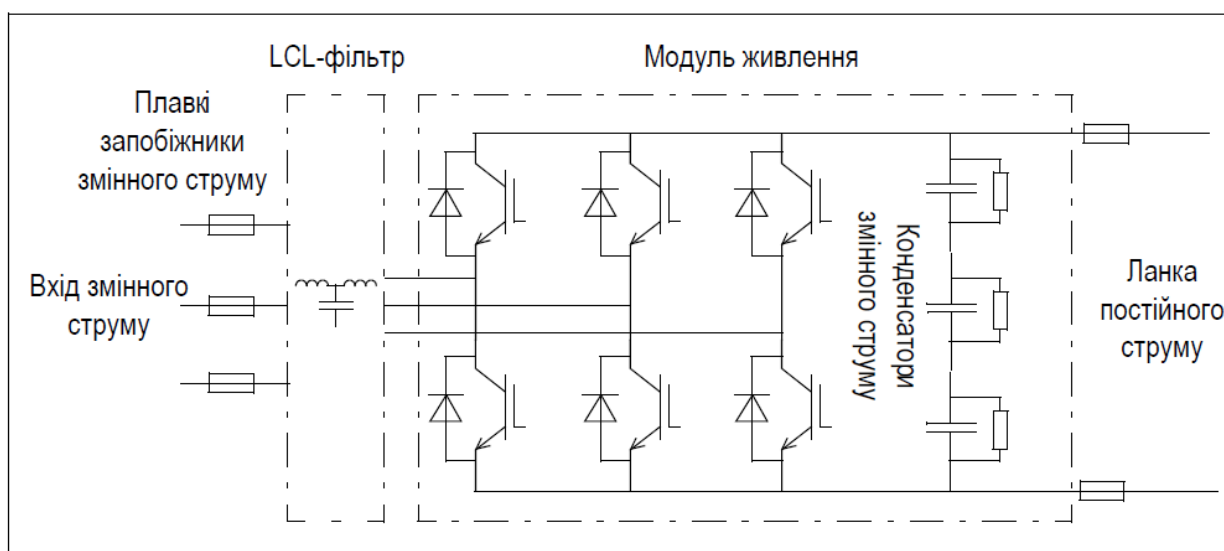 LCL-фільтр
Модуль живлення
Плавкі
запобіжники
змінного струму
Вхід змінного
струму
Конденсатори
змінного струму
Ланка
постійного
струму